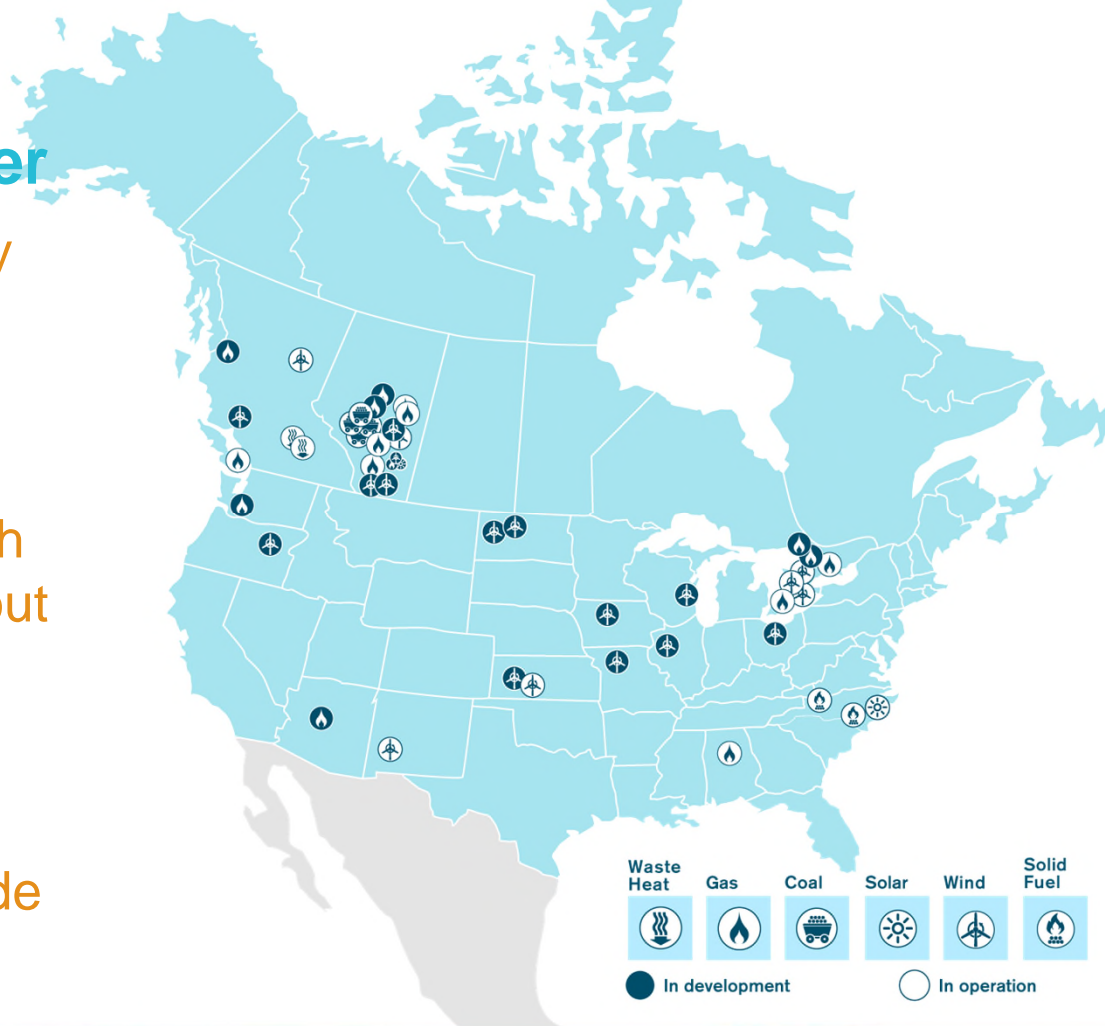 er
y
h
out
de
Waste
Heat
Gas
Coal
Solar
Wind
Solid
Fuel
In development
In operation